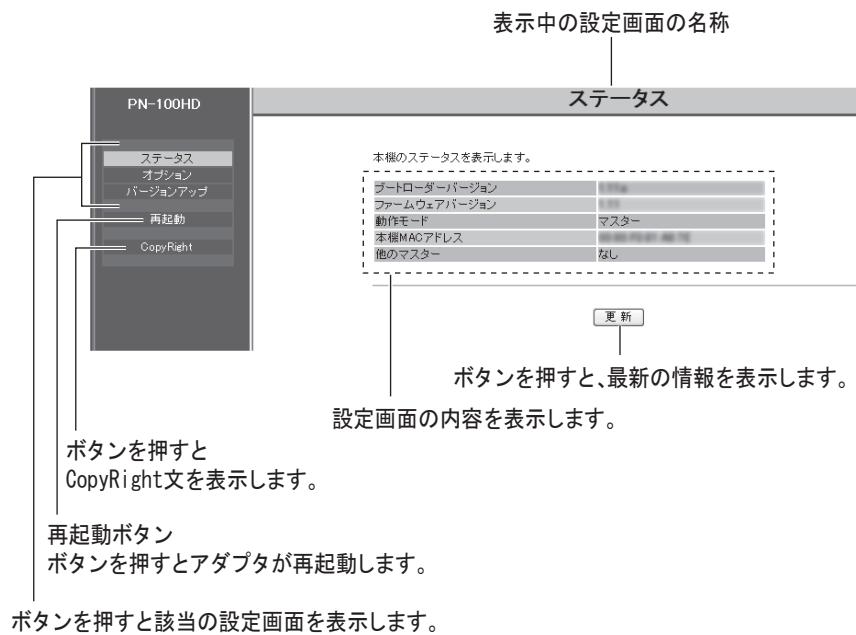 表示中の設定画面の名称
PN-100HD
ステータス
ステータス
オプション
バージョンアップ
再起動
CopyRight
本機のステータスを表示します。
ブートローダーバージョン
ファームウェアバージョン
動作モード マスター
本機MACアドレス
他のマスター なし
更新
ボタンを押すと、最新の情報を表示します。
設定画面の内容を表示します。
ボタンを押すと
CopyRight文を表示します。
再起動ボタン
ボタンを押すとアダプタが再起動します。
ボタンを押すと該当の設定画面を表示します。